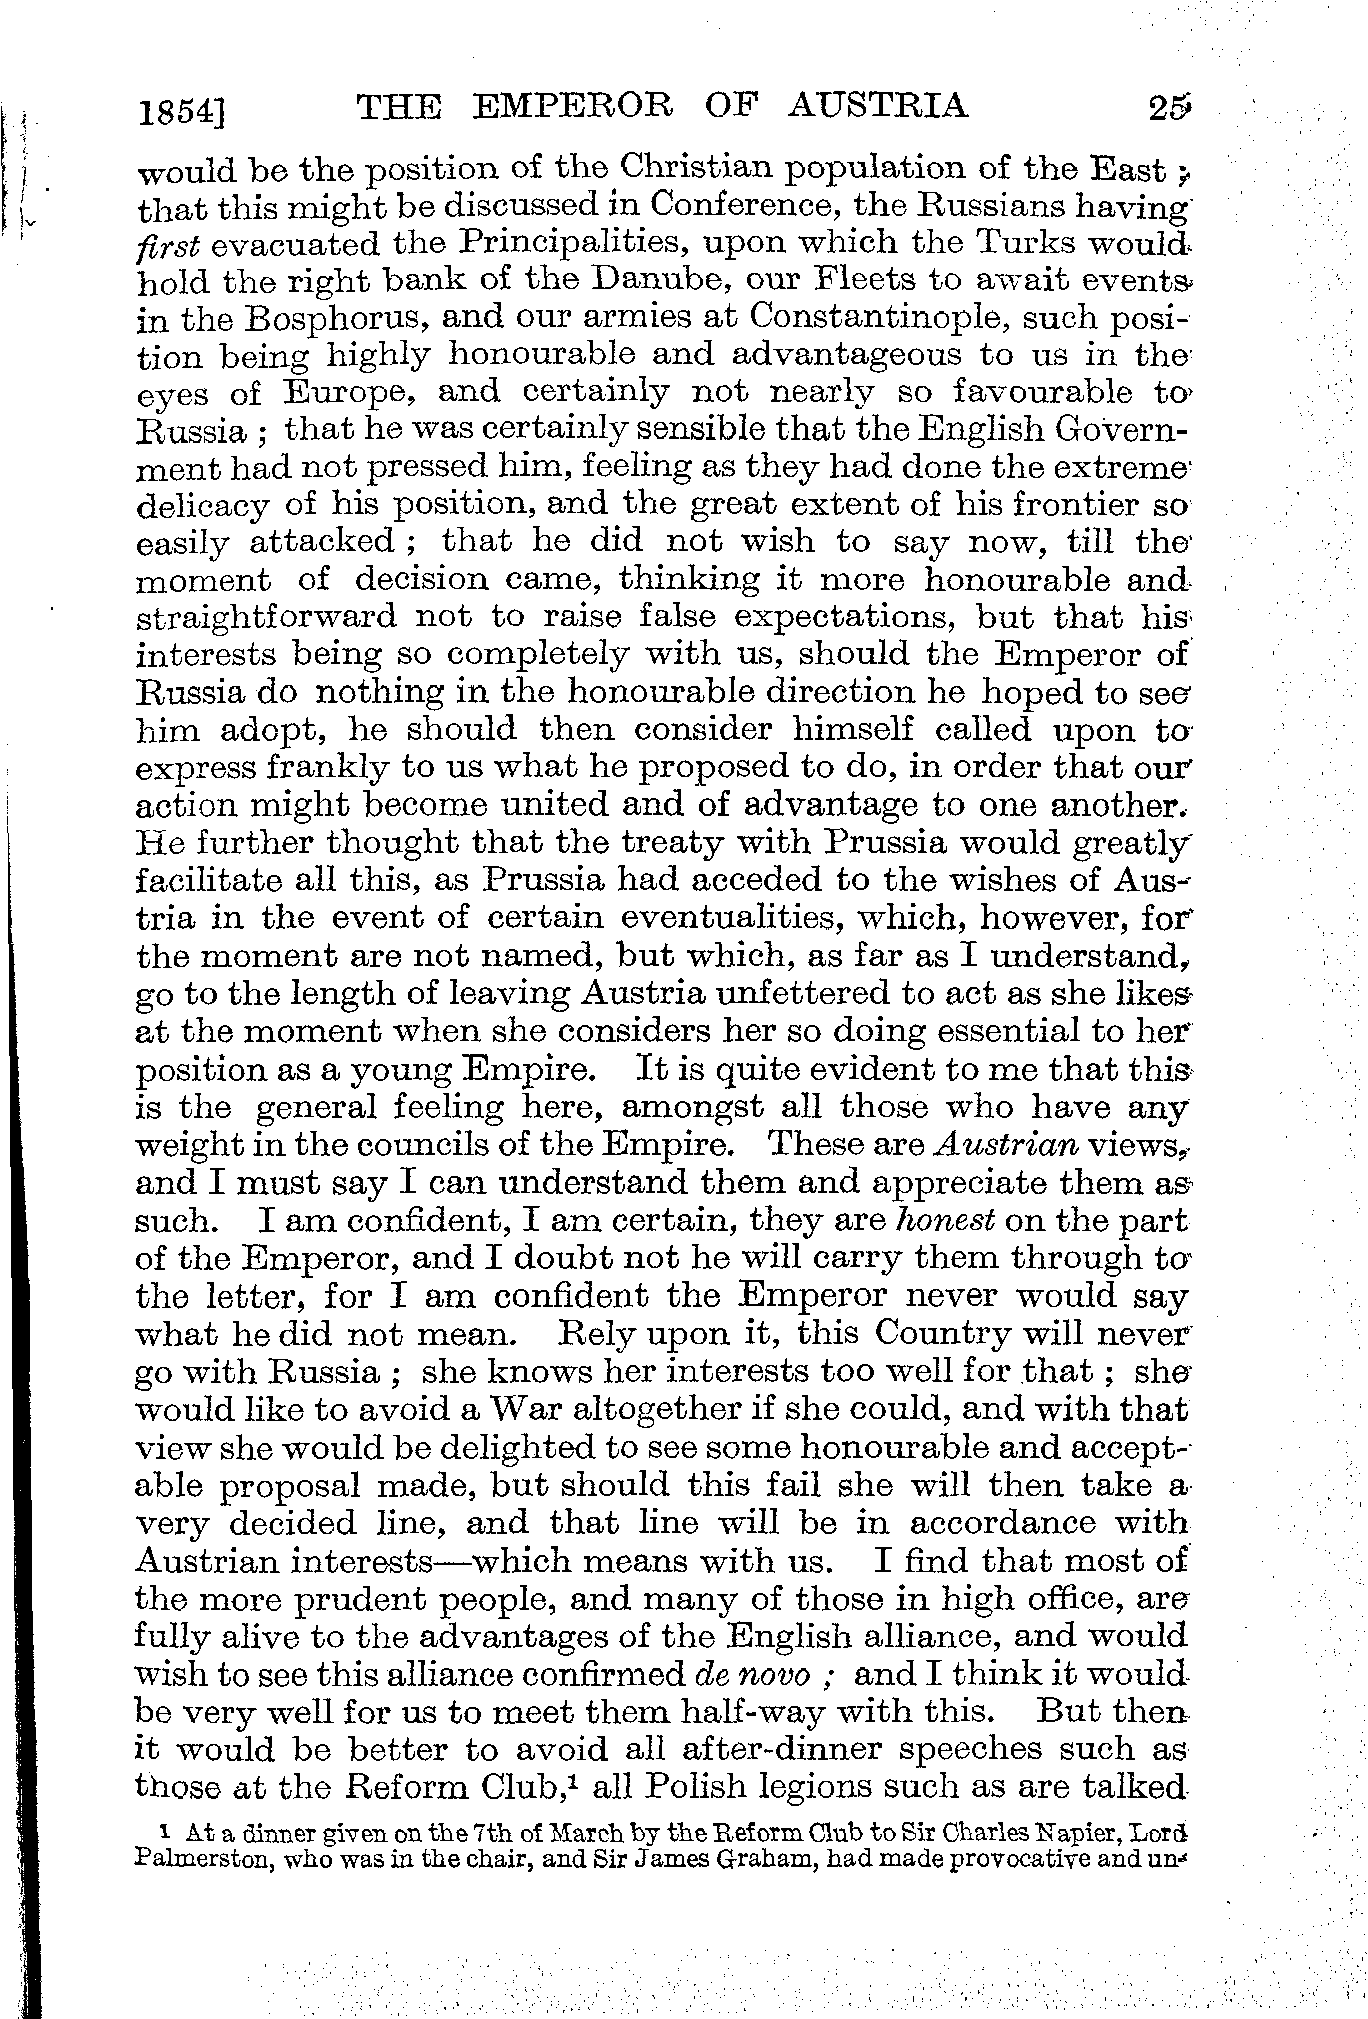 1854] THE EMPEROR OF AUSTRIA 25
would be the position of the Christian population of the East ;
that this might be discussed in Conference, the Russians having
first evacuated the Principalities, upon which the Turks would
hold the right bank of the Danube, our Fleets to await events
in the Bosphorus, and our armies at Constantinople, such posi-
tion being highly honourable and advantageous to us in the
eyes of Europe, and certainly not nearly so favourable to
Russia ; that he was certainly sensible that the English Govern-
ment had not pressed him, feeling as they had done the extreme
delicacy of his position, and the great extent of his frontier so
easily attacked ; that he did not wish to say now, till the
moment of decision came, thinking it more honourable and
straightforward not to raise false expectations, but that his
interests being so completely with us, should the Emperor of
Russia do nothing in the honourable direction he hoped to see
him adopt, he should then consider himself called upon to
express frankly to us what he proposed to do, in order that our
action might become united and of advantage to one another.
He further thought that the treaty with Prussia would greatly
facilitate all this, as Prussia had acceded to the wishes of Aus-
tria in the event of certain eventualities, which, however, for
the moment are not named, but which, as far as I understand,
go to the length of leaving Austria unfettered to act as she likes
at the moment when she considers her so doing essential to her
position as a young Empire. It is quite evident to me that this
is the general feeling here, amongst all those who have any
weight in the councils of the Empire. These are Austrian views,
and I must say I can understand them and appreciate them as
such. I am confident, I am certain, they are honest on the part
of the Emperor, and I doubt not he will carry them through to
the letter, for I am confident the Emperor never would say
what he did not mean. Rely upon it, this Country will never
go with Russia ; she knows her interests too well for that ; she
would like to avoid a War altogether if she could, and with that
view she would be delighted to see some honourable and accept-
able proposal made, but should this fail she will then take a
very decided line, and that line will be in accordance with
Austrian interests—which means with us. I find that most of
the more prudent people, and many of those in high office, are
fully alive to the advantages of the English alliance, and would
wish to see this alliance confirmed de novo ; and I think it would
be very well for us to meet them half-way with this. But then
it would be better to avoid all after-dinner speeches such as
those at the Reform Club,¹ all Polish legions such as are talked
1 At a dinner given on the 7th of March by the Reform Club to Sir Charles Napier, Lord
Palmerston, who was in the chair, and Sir James Graham, had made provocative and un-